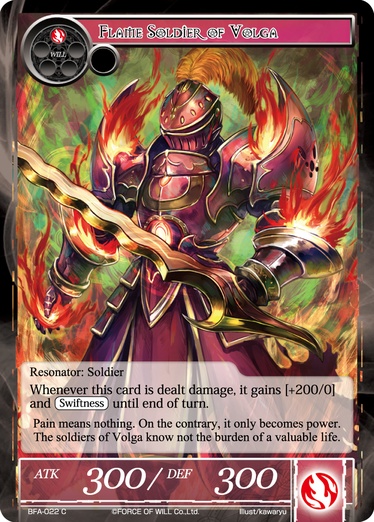 Flame Soldier of Volga
WILL
Resonator: Soldier
Whenever this card is dealt damage, it gains [+200/0]
and Swiftness until end of turn.
Pain means nothing. On the contrary, it only becomes power.
The soldiers of Volga know not the burden of a valuable life.
ATK 300 / DEF 300
BFA-022 C ©FORCE OF WILL Co.,Ltd. Illust/kawaryu